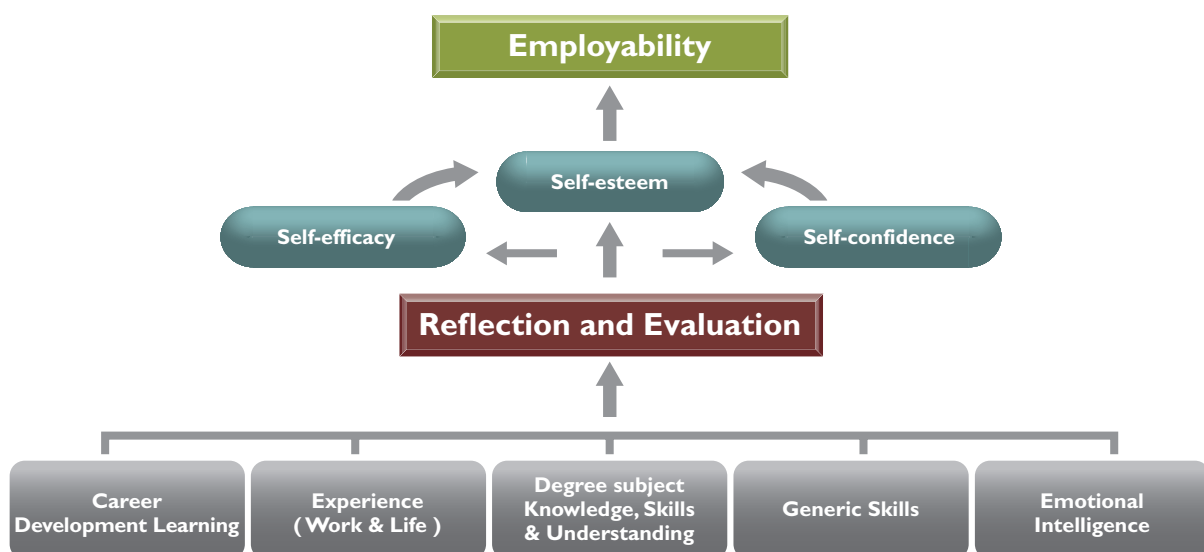 Employability
Self-esteem
Self-efficacy
Self-confidence
Reflection and Evaluation
Career
Development Learning
Experience
( Work & Life )
Degree subject
Knowledge, Skills
& Understanding
Generic Skills
Emotional
Intelligence